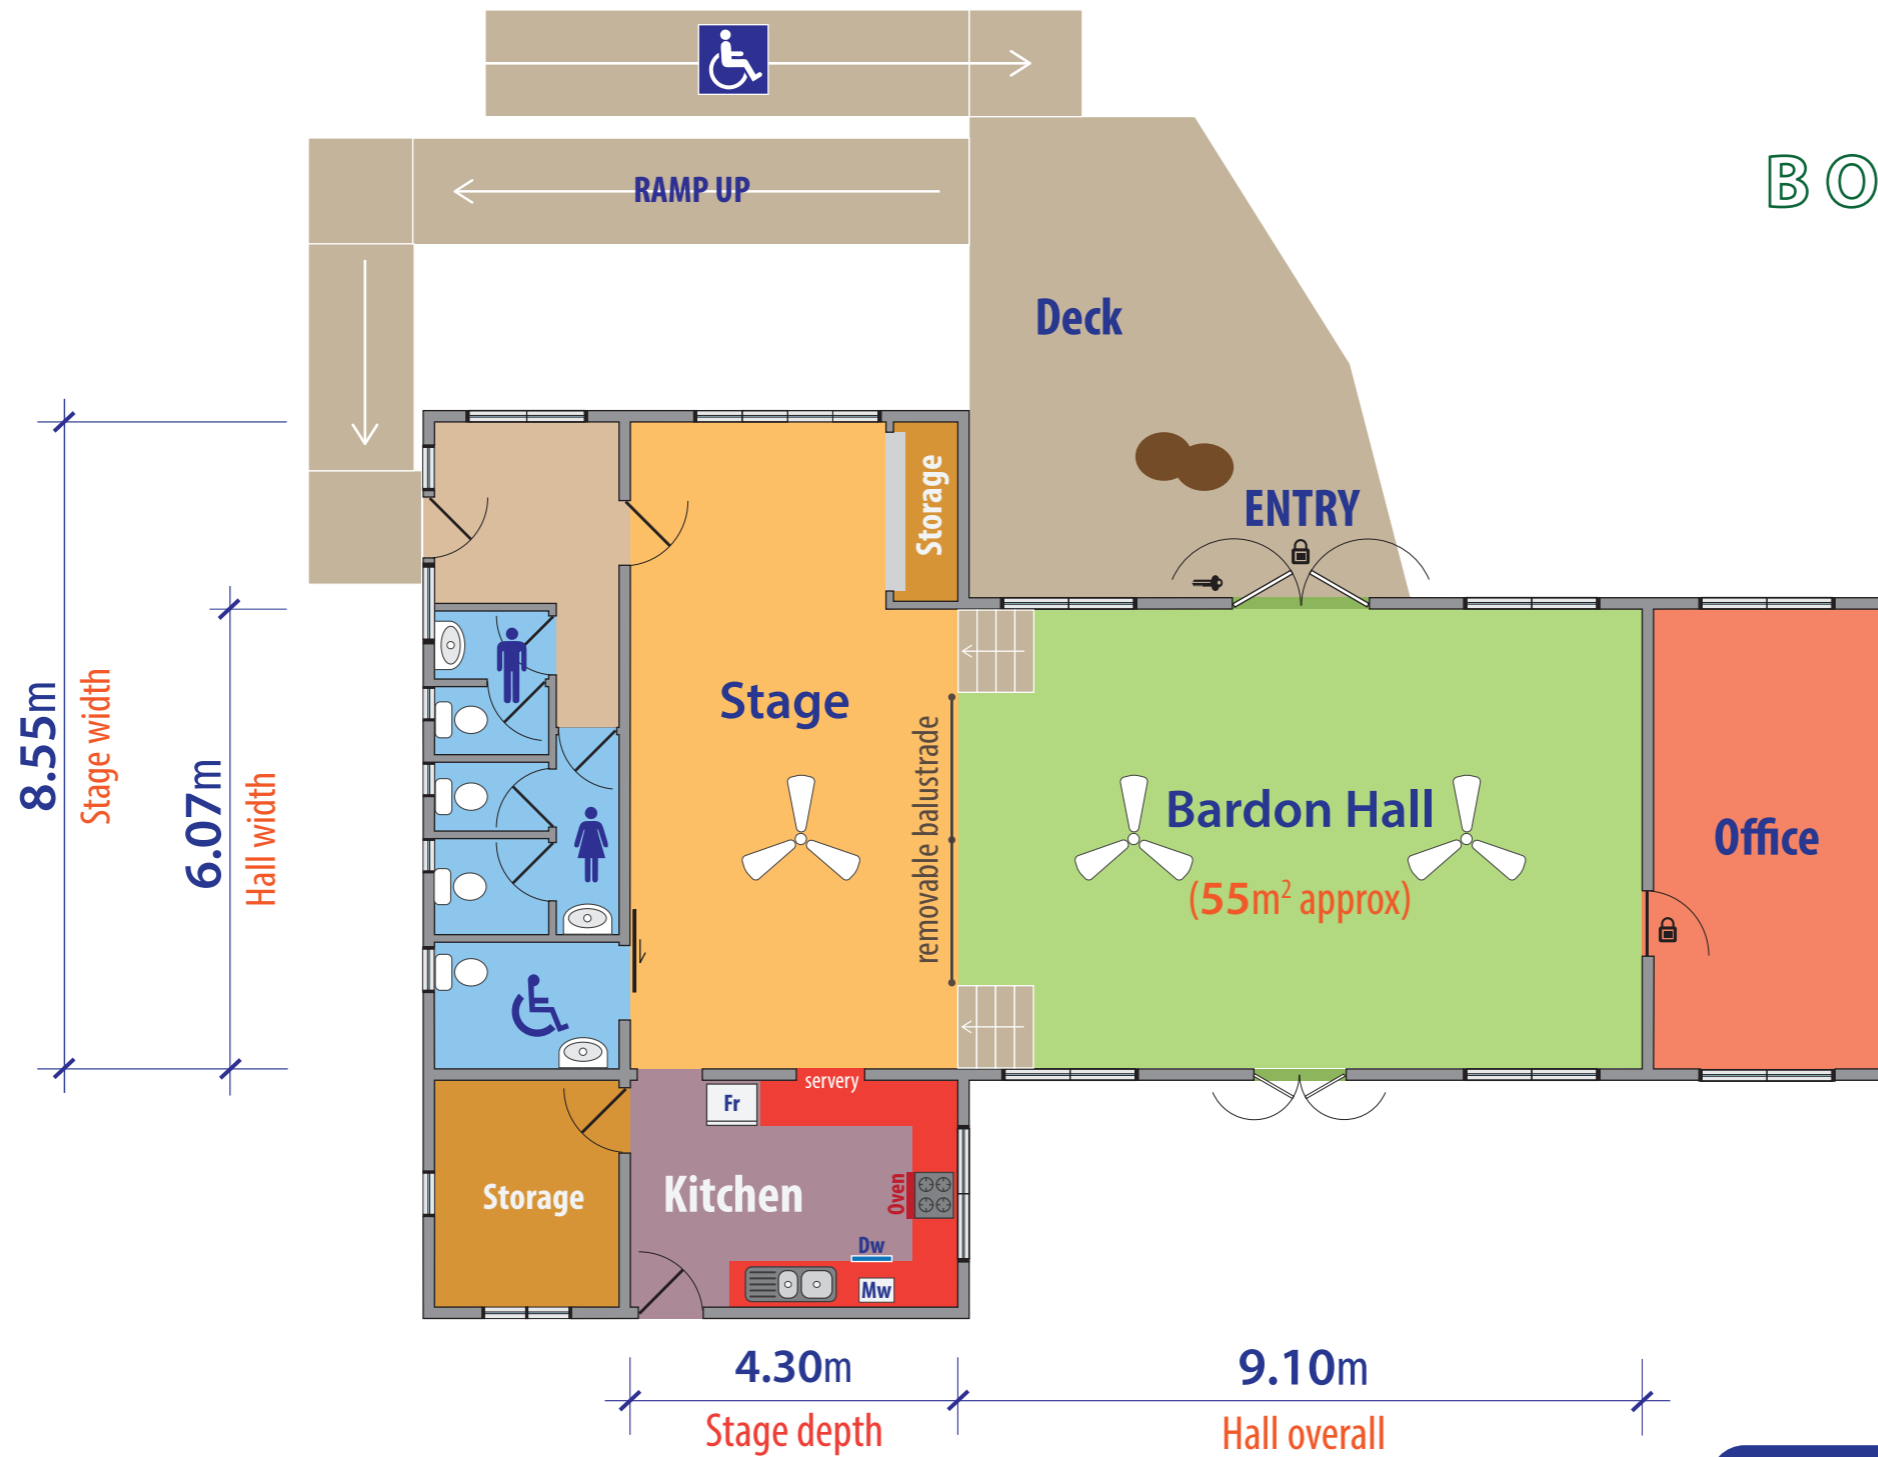 RAMP UP
B O
Deck
ENTRY
Storage
Stage
removable balustrade
Bardon Hall
(55m² approx)
Office
8.55m
Stage width
6.07m
Hall width
servery
Fr
Storage
Kitchen
Oven
Dw
Mw
4.30m
Stage depth
9.10m
Hall overall